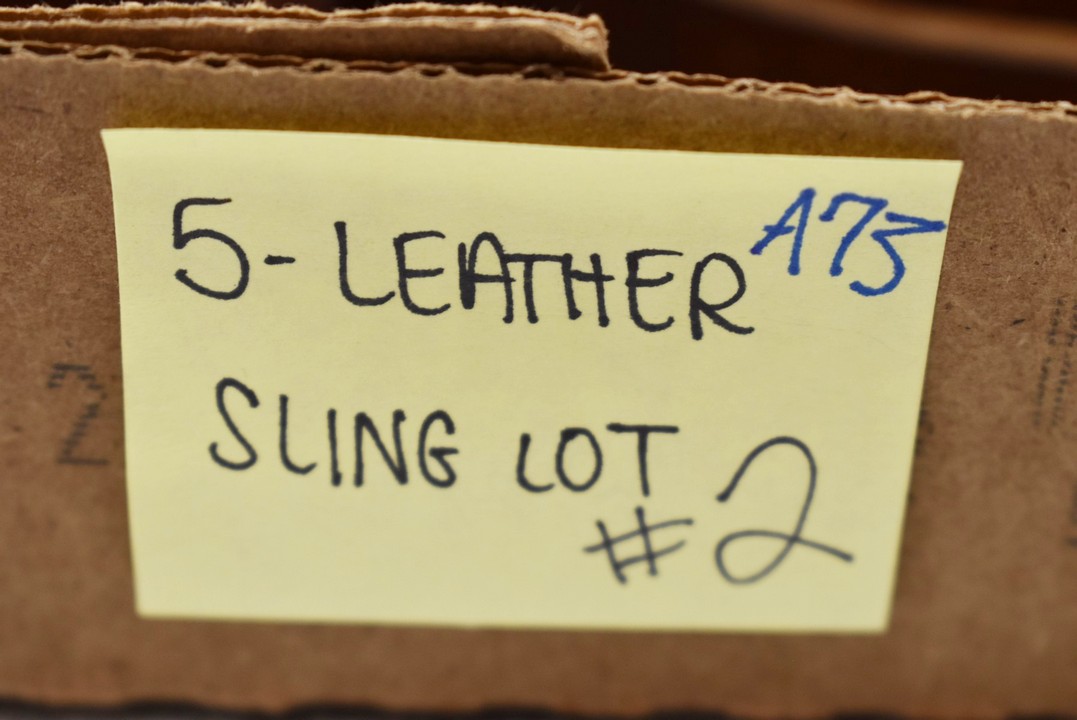 5- LEATHER A75
SLING LOT
#2